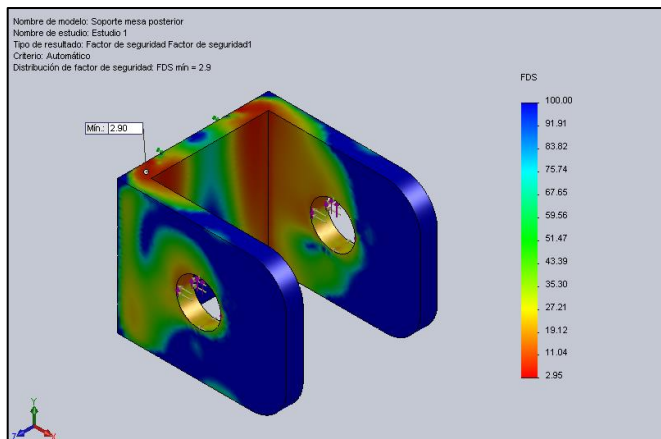 Nombre de modelo: Soporte mesa posterior
Nombre de estudio: Estudio 1
Tipo de resultado: Factor de seguridad Factor de seguridad1
Criterio: Automático
Distribución de factor de seguridad: FDS mín = 2.9
FDS
Mín.: 2.90
100.00
91.91
83.82
75.74
67.65
59.56
51.47
43.39
35.30
27.21
19.12
11.04
2.95
Y
Z
X